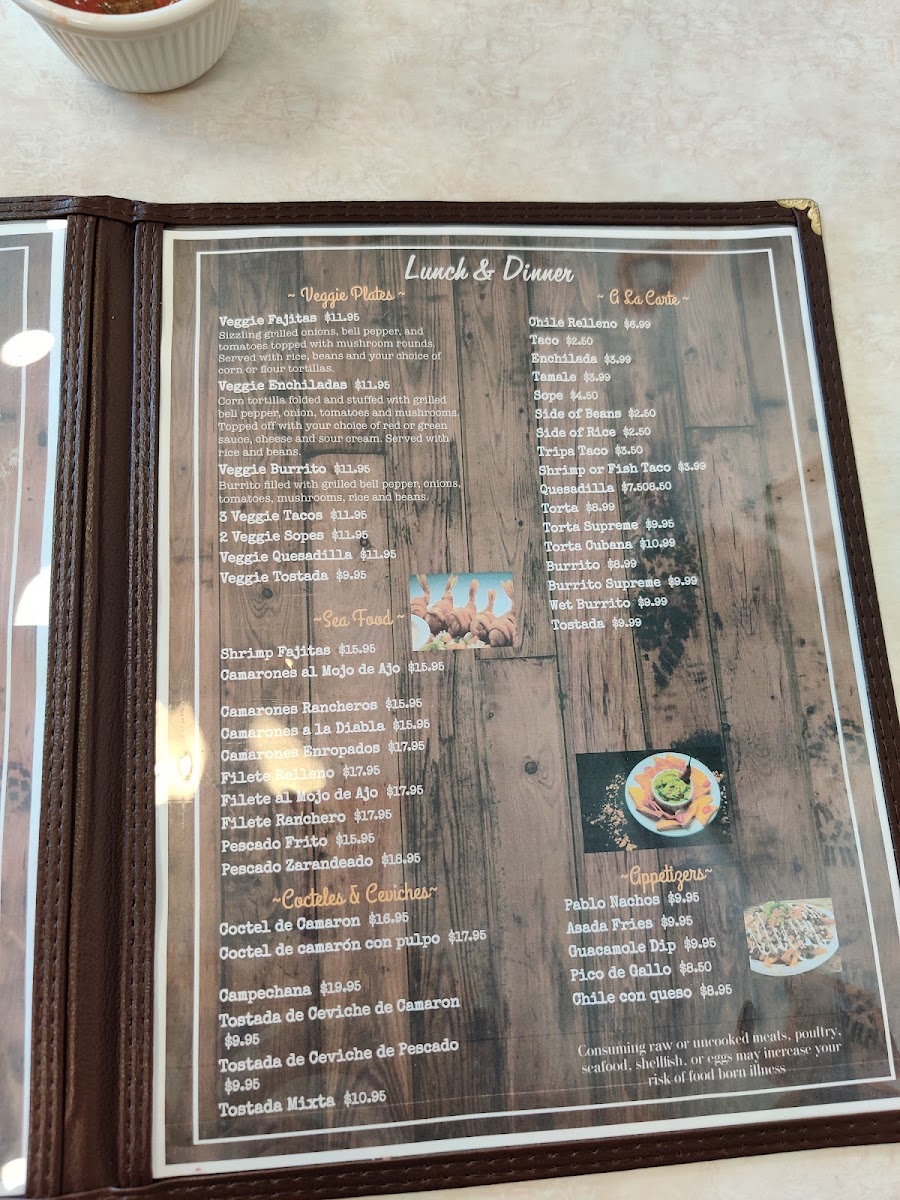 Lunch & Dinner
~ Veggie Plates ~
Veggie Fajitas $11.95
Sizzling grilled onions, bell pepper, and
tomatoes topped with mushroom rounds.
Served with rice, beans and your choice of
corn or flour tortillas.
Veggie Enchiladas $11.95
Corn tortilla folded and stuffed with grilled
bell pepper, onion, tomatoes and mushrooms.
Topped off with your choice of red or green
sauce, cheese and sour cream. Served with
rice and beans.
Veggie Burrito $11.95
Burrito filled with grilled bell pepper, onions,
tomatoes, mushrooms, rice and beans.
3 Veggie Tacos $11.95
2 Veggie Sopes $11.95
Veggie Quesadilla $11.95
Veggie Tostada $9.95
~Sea Food ~
Shrimp Fajitas $15.95
Camarones al Mojo de Ajo $15.95
Camarones Rancheros $15.95
Camarones a la Diabla $15.95
Camarones Enropados $17.95
Filete Relleno $17.95
Filete al Mojo de Ajo $17.95
Filete Ranchero $17.95
Pescado Frito $15.95
Pescado Zarandeado $18.95
~Cocteles & Ceviches~
Coctel de Camaron $16.95
Coctel de camarón con pulpo $17.95
Campechana $19.95
Tostada de Ceviche de Camaron
$9.95
Tostada de Ceviche de Pescado
$9.95
Tostada Mixta $10.95
~ A La Carte ~
Chile Relleno $6.99
Taco $2.50
Enchilada $3.99
Tamale $3.99
Sope $4.50
Side of Beans $2.50
Side of Rice $2.50
Tripa Taco $3.50
Shrimp or Fish Taco $3.99
Quesadilla $7.508.50
Torta $8.99
Torta Supreme $9.95
Torta Cubana $10.99
Burrito $8.99
Burrito Supreme $9.99
Wet Burrito $9.99
Tostada $9.99
~Appetizers~
Pablo Nachos $9.95
Asada Fries $9.95
Guacamole Dip $9.95
Pico de Gallo $8.50
Chile con queso $8.95
Consuming raw or uncooked meats, poultry,
seafood, shellfish, or eggs may increase your
risk of food born illness